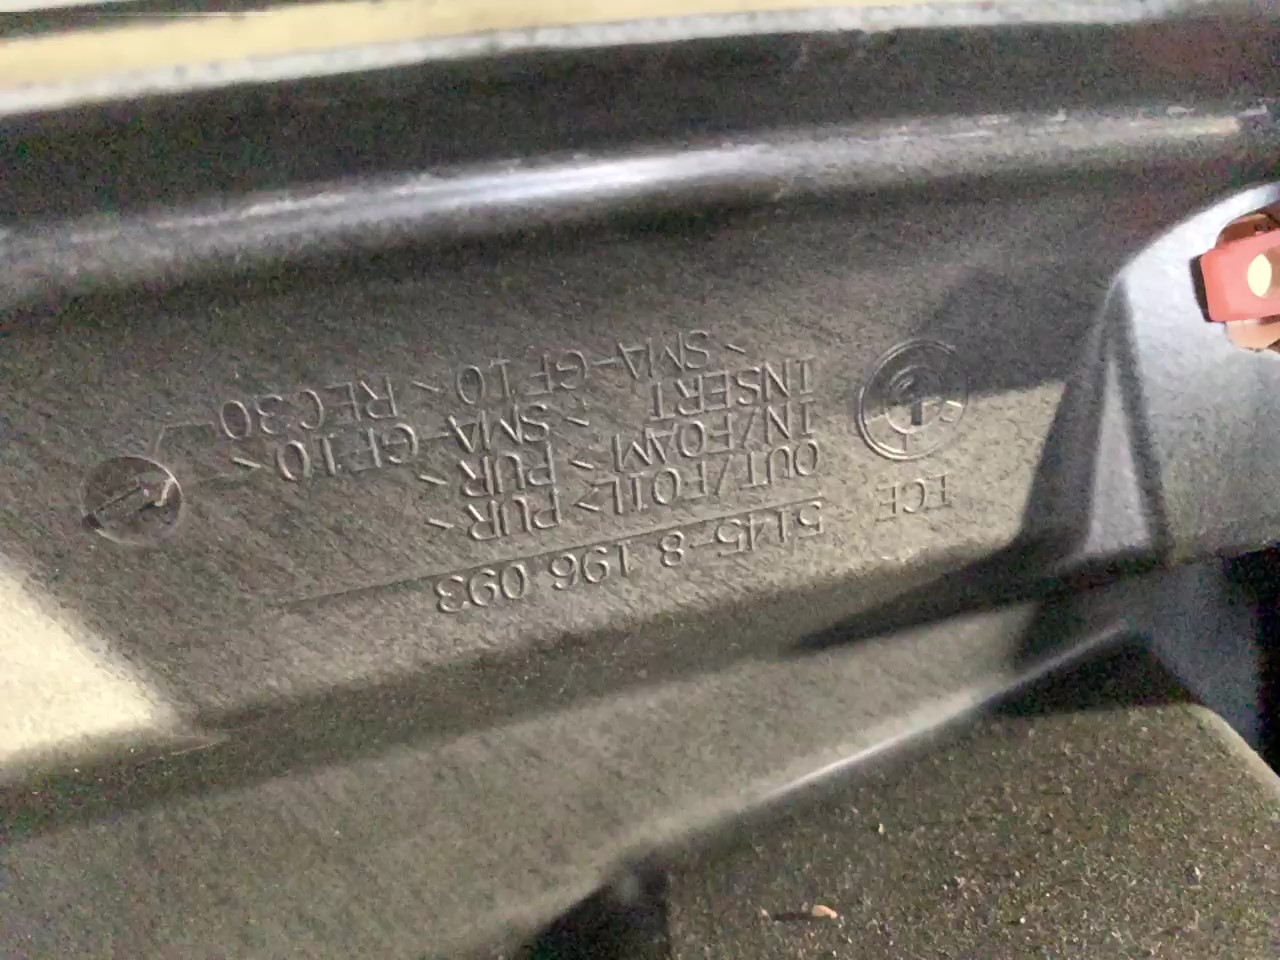 ECE 5145-8 196 093
OUT/FOIL >PUR<
IN/FOAM >PUR<
INSERT >SMA-GF10<
>SMA-GF10< REC30